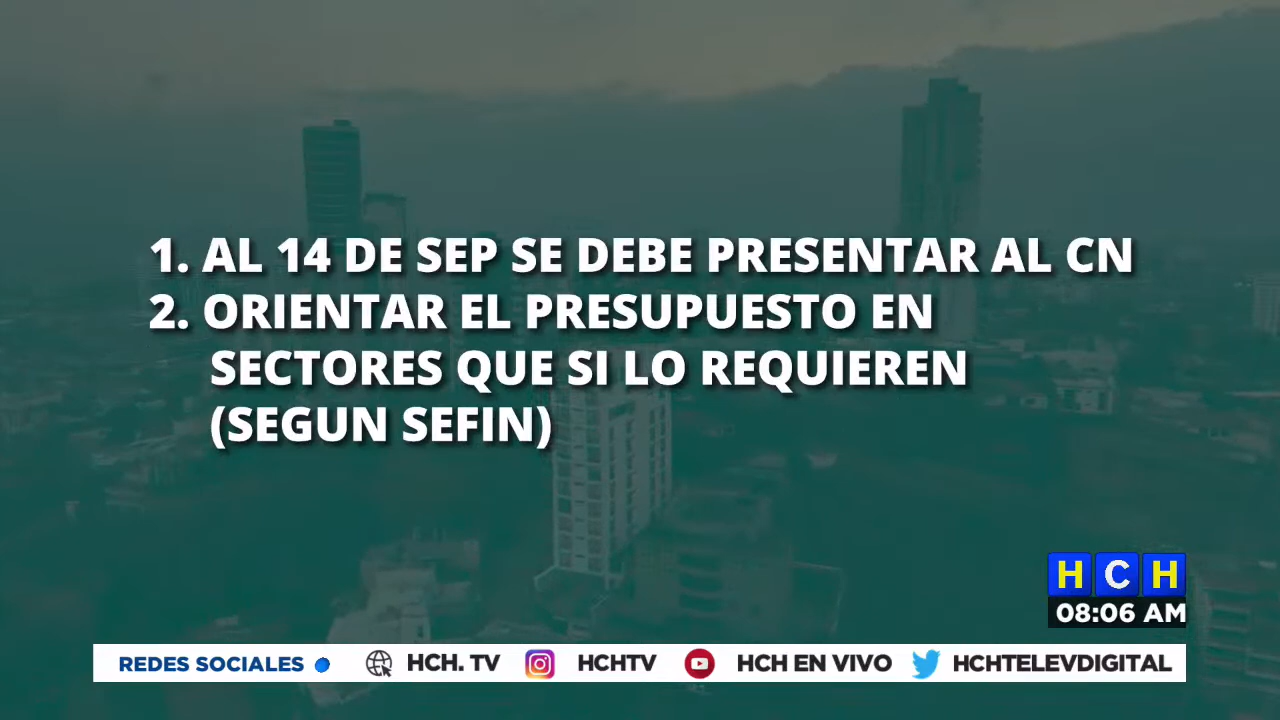 1. AL 14 DE SEP SE DEBE PRESENTAR AL CN
2. ORIENTAR EL PRESUPUESTO EN
SECTORES QUE SI LO REQUIEREN
(SEGUN SEFIN)
HCH
08:06 AM
REDES SOCIALES HCH. TV HCHTV HCH EN VIVO HCHTELEVDIGITAL